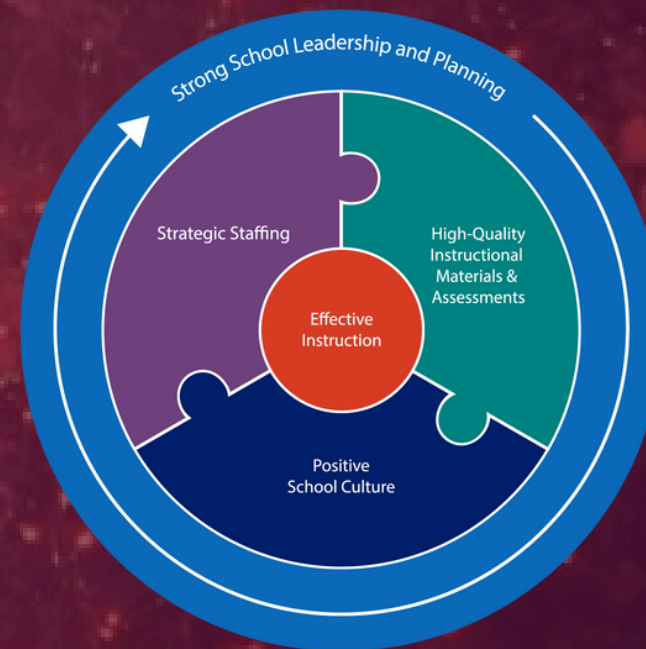 Strong School Leadership and Planning
Strategic Staffing
High-Quality
Instructional
Materials &
Assessments
Effective
Instruction
Positive
School Culture